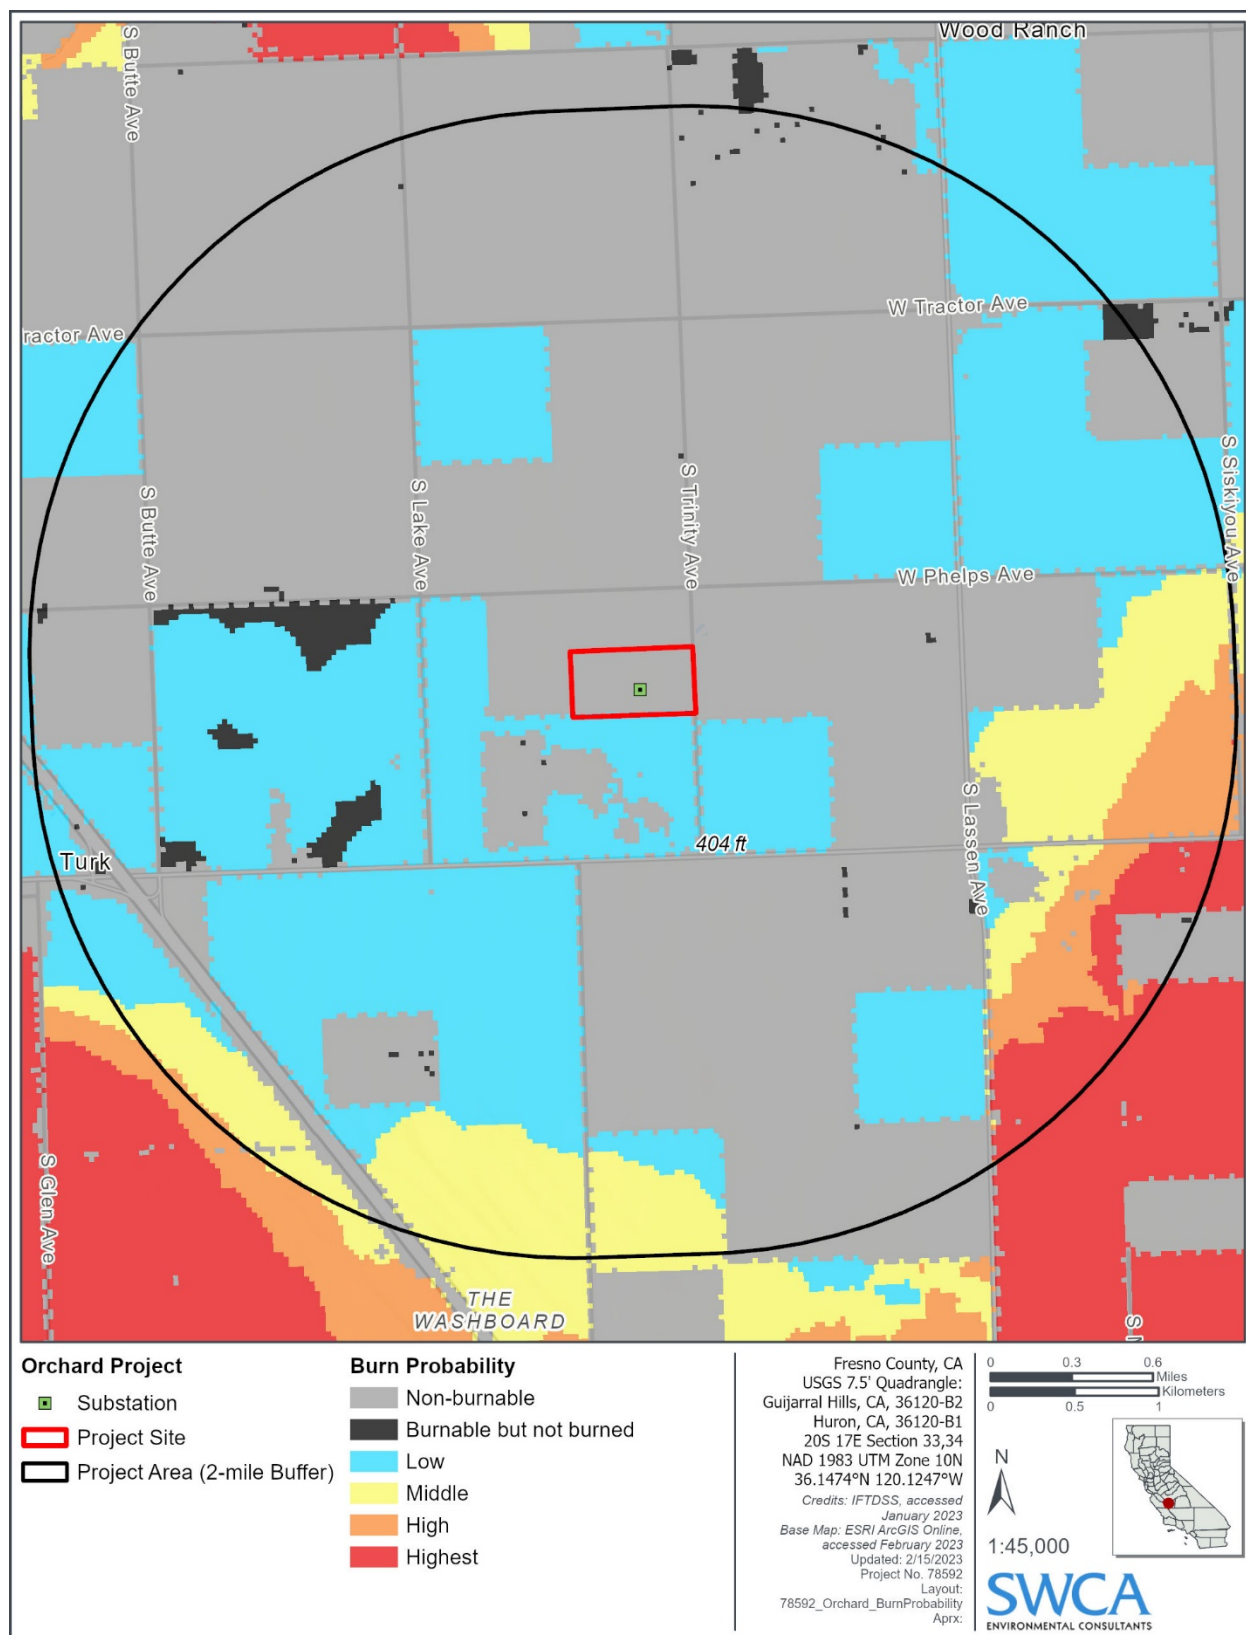 Wood Ranch
S Butte Ave
W Tractor Ave
ractor Ave
S Butte Ave
S Lake Ave
S Trinity Ave
S Siskiyou Ave
W Phelps Ave
S Lassen Ave
404 ft
Turk
S Glen Ave
THE
WASHBOARD
Orchard Project
Substation
Project Site
Project Area (2-mile Buffer)
Burn Probability
Non-burnable
Burnable but not burned
Low
Middle
High
Highest
Fresno County, CA
USGS 7.5' Quadrangle:
Guijarral Hills, CA, 36120-B2
Huron, CA, 36120-B1
20S 17E Section 33,34
NAD 1983 UTM Zone 10N
36.1474°N 120.1247°W
Credits: IFTDSS, accessed
January 2023
Base Map: ESRI ArcGIS Online,
accessed February 2023
Updated: 2/15/2023
Project No. 78592
Layout:
78592_Orchard_BurnProbability
Aprx:
0 0.3 0.6
Miles
Kilometers
0 0.5 1
N
1:45,000
SWCA
ENVIRONMENTAL CONSULTANTS